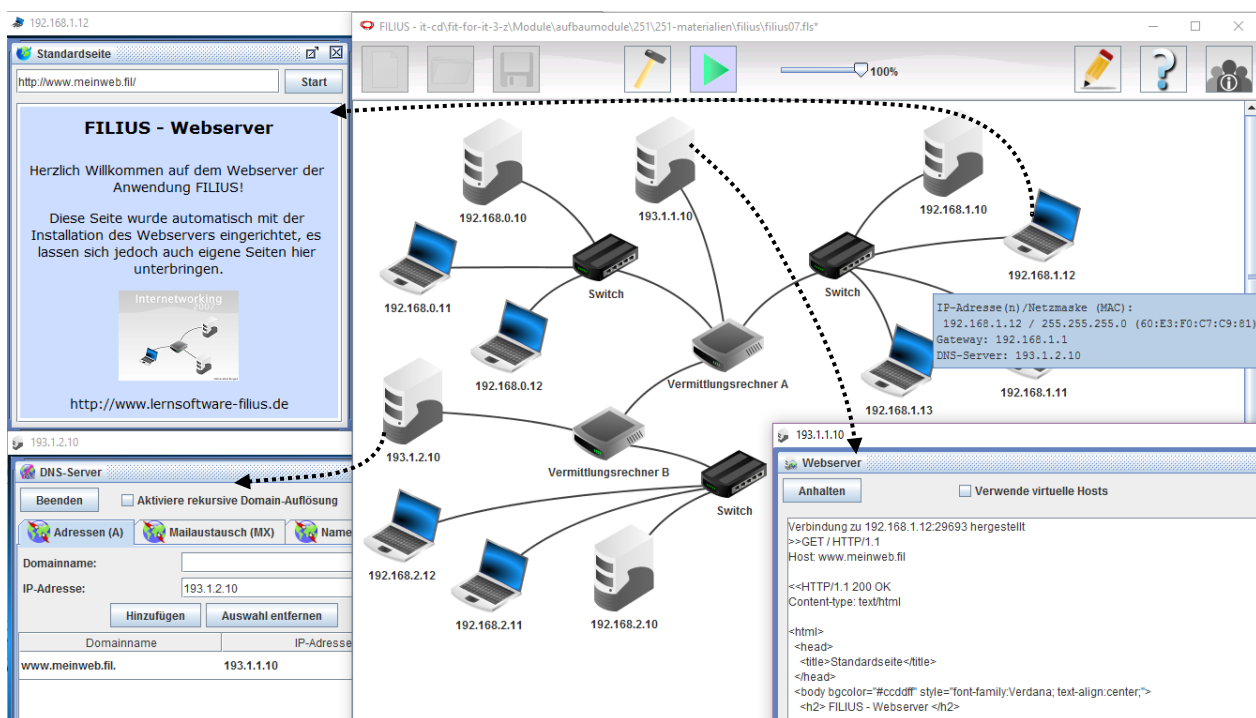 192.168.1.12
Standardseite
http://www.meinweb.fil/
Start
FILIUS - Webserver
Herzlich Willkommen auf dem Webserver der
Anwendung FILIUS!
Diese Seite wurde automatisch mit der
Installation des Webservers eingerichtet, es
lassen sich jedoch auch eigene Seiten hier
unterbringen.
Internetworking
2007
http://www.lernsoftware-filius.de
193.1.2.10
DNS-Server
Beenden
Aktiviere rekursive Domain-Auflösung
Adressen (A)
Mailaustausch (MX)
Name
Domainname:
IP-Adresse:
193.1.2.10
Hinzufügen
Auswahl entfernen
Domainname
IP-Adresse
www.meinweb.fil.
193.1.1.10
FILIUS - it-cd\fit-for-it-3-z\Module\aufbaumodule\251\251-materialien\filius\filius07.fls*
100%
192.168.0.10
193.1.1.10
192.168.1.10
192.168.1.12
192.168.0.11
Switch
Switch
192.168.0.12
Vermittlungsrechner A
IP-Adresse(n)/Netzmaske (MAC):
192.168.1.12 / 255.255.255.0 (60:E3:F0:C7:C9:81)
Gateway: 192.168.1.1
DNS-Server: 193.1.2.10
192.168.1.11
192.168.1.13
193.1.2.10
Vermittlungsrechner B
Switch
192.168.2.12
192.168.2.11
192.168.2.10
193.1.1.10
Webserver
Anhalten
Verwende virtuelle Hosts
Verbindung zu 192.168.1.12:29693 hergestellt
>>GET / HTTP/1.1
Host: www.meinweb.fil
<<HTTP/1.1 200 OK
Content-type: text/html
<html>
<head>
<title>Standardseite</title>
</head>
<body bgcolor="#ccddff" style="font-family:Verdana; text-align:center;">
<h2> FILIUS - Webserver </h2>